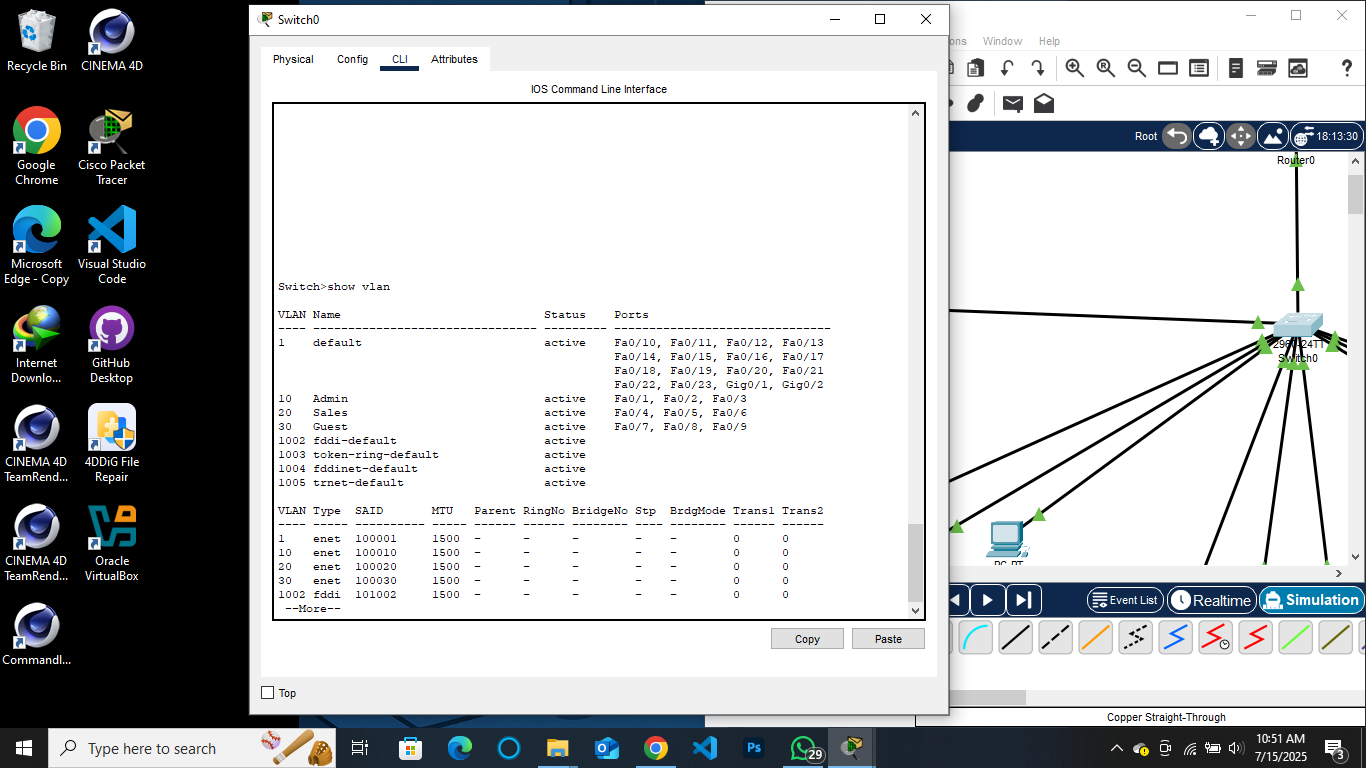 Recycle Bin
CINEMA 4D
Google Chrome
Cisco Packet Tracer
Microsoft Edge - Copy
Visual Studio Code
Internet Downlo...
GitHub Desktop
CINEMA 4D TeamRend...
4DDiG File Repair
CINEMA 4D TeamRend...
Oracle VirtualBox
CommandI...
Switch0
Physical Config CLI Attributes
IOS Command Line Interface
Switch>show vlan
VLAN Name Status Ports
---- -------------------------------- --------- -------------------------------
1 default active Fa0/10, Fa0/11, Fa0/12, Fa0/13
Fa0/14, Fa0/15, Fa0/16, Fa0/17
Fa0/18, Fa0/19, Fa0/20, Fa0/21
Fa0/22, Fa0/23, Gig0/1, Gig0/2
10 Admin active Fa0/1, Fa0/2, Fa0/3
20 Sales active Fa0/4, Fa0/5, Fa0/6
30 Guest active Fa0/7, Fa0/8, Fa0/9
1002 fddi-default active
1003 token-ring-default active
1004 fddinet-default active
1005 trnet-default active
VLAN Type SAID MTU Parent RingNo BridgeNo Stp BrdgMode Trans1 Trans2
---- ----- ---------- ----- ------ ------ -------- ---- -------- ------ ------
1 enet 100001 1500 - - - - - 0 0
10 enet 100010 1500 - - - - - 0 0
20 enet 100020 1500 - - - - - 0 0
30 enet 100030 1500 - - - - - 0 0
1002 fddi 101002 1500 - - - - - 0 0
--More--
Copy Paste
Top
ons Window Help
Root 18:13:30
Router0
Switch0
Event List Realtime Simulation
Copper Straight-Through
Type here to search
Ps
29
10:51 AM
7/15/2025
3